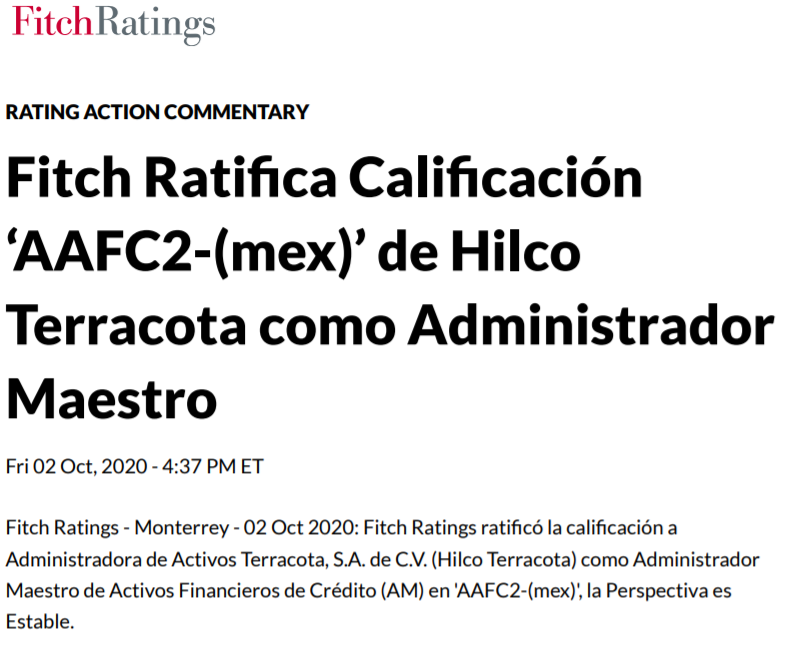 FitchRatings
RATING ACTION COMMENTARY
Fitch Ratifica Calificación
‘AAFC2-(mex)’ de Hilco
Terracota como Administrador
Maestro
Fri 02 Oct, 2020 - 4:37 PM ET
Fitch Ratings - Monterrey - 02 Oct 2020: Fitch Ratings ratificó la calificación a
Administradora de Activos Terracota, S.A. de C.V. (Hilco Terracota) como Administrador
Maestro de Activos Financieros de Crédito (AM) en 'AAFC2-(mex)', la Perspectiva es
Estable.